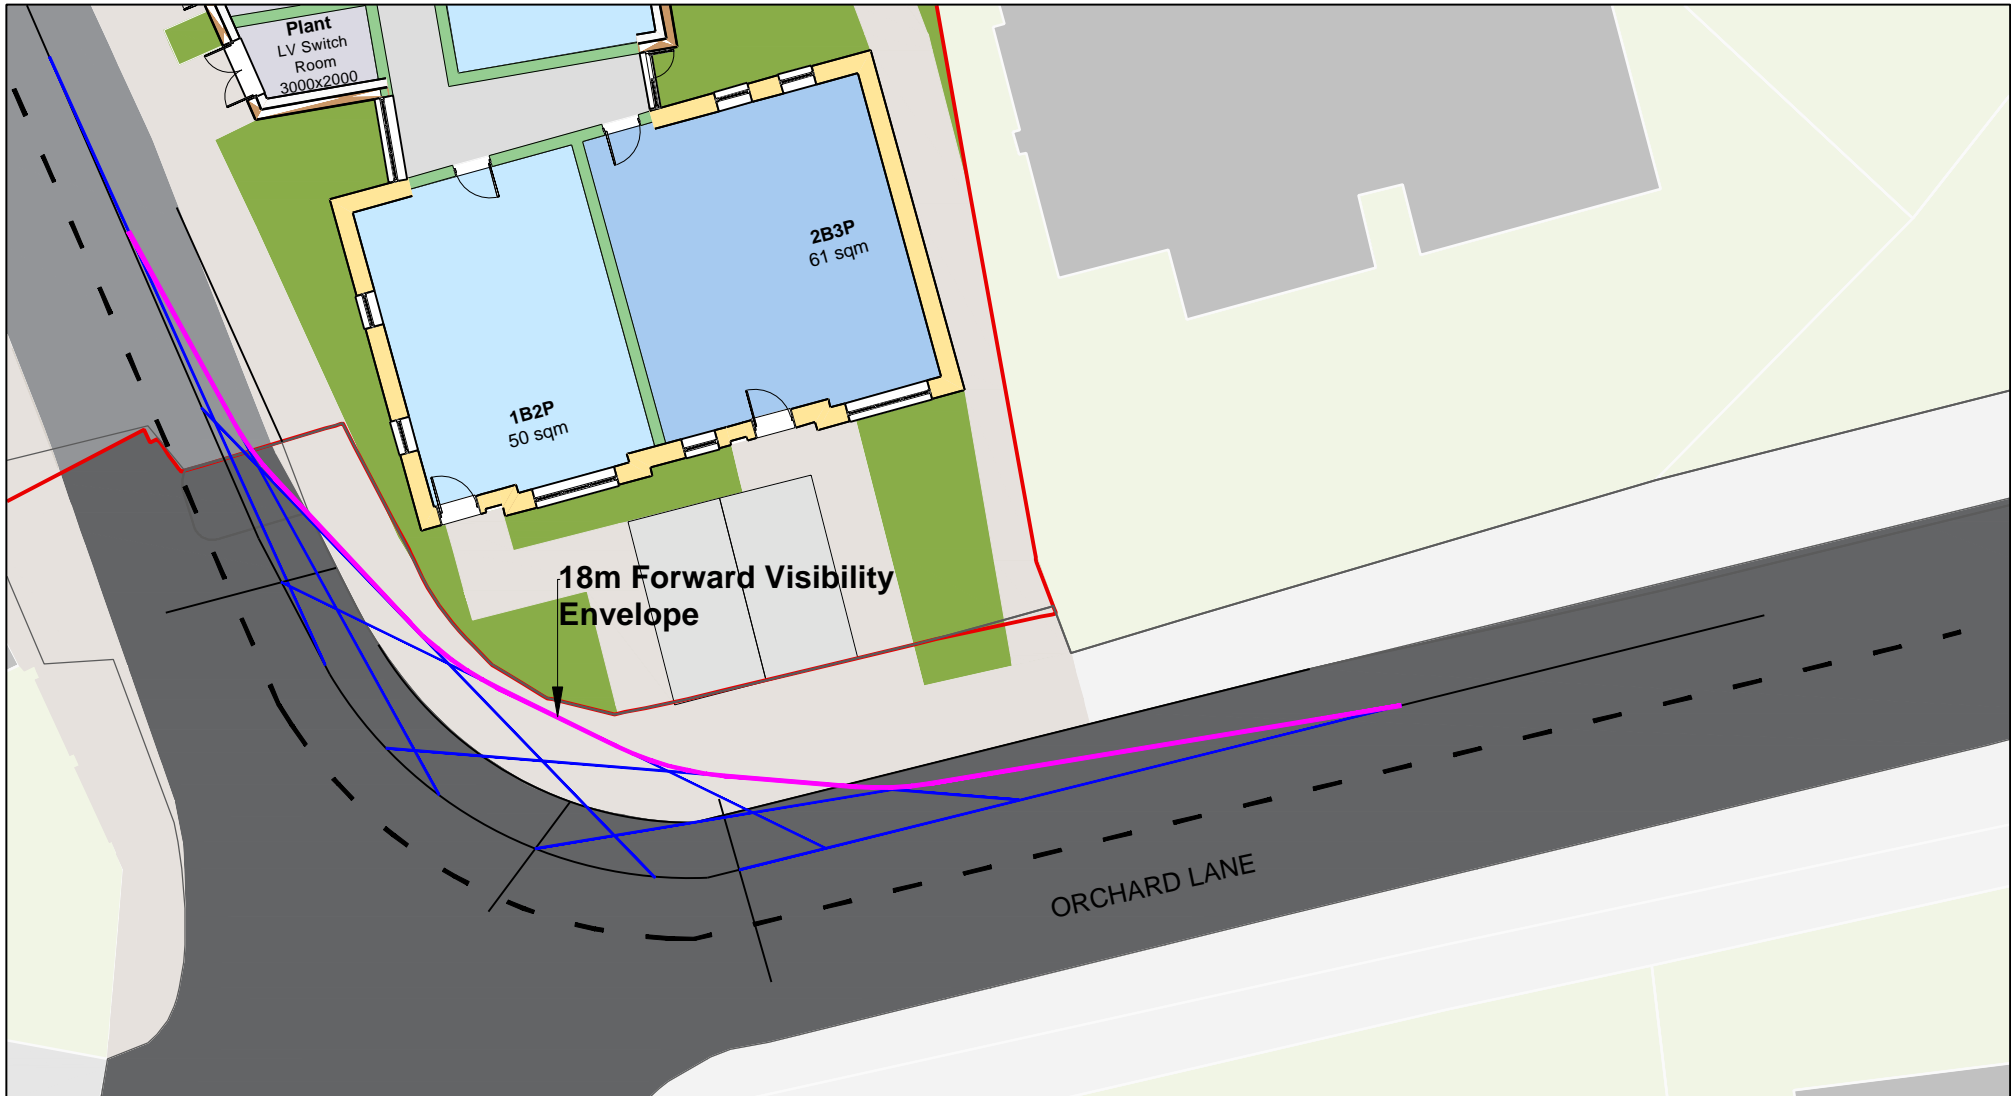 Plant
LV Switch
Room
3000x2000
2B3P
61 sqm
1B2P
50 sqm
18m Forward Visibility
Envelope
ORCHARD LANE